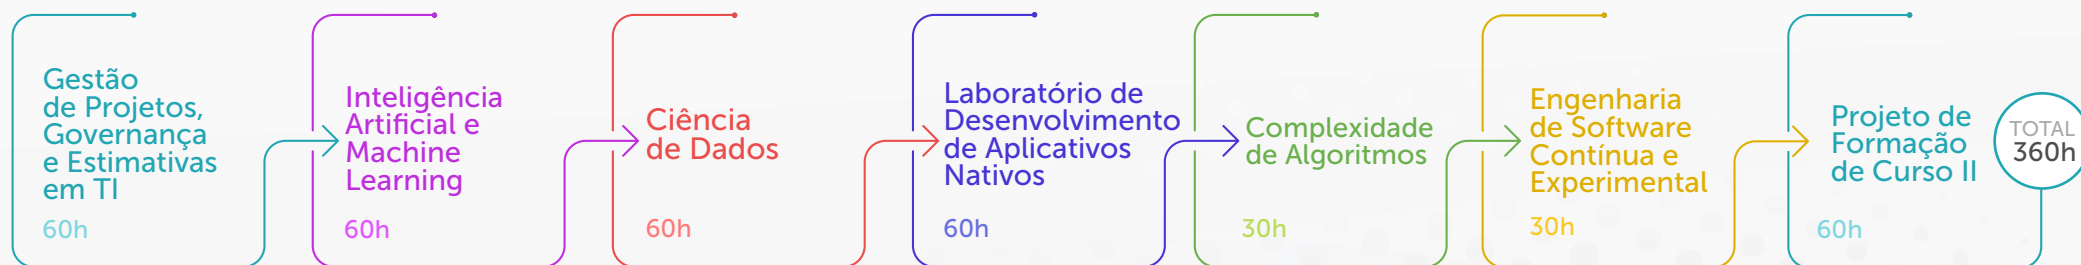 Gestão
de Projetos,
Governança
e Estimativas
em TI
60h
Inteligência
Artificial e
Machine
Learning
60h
Ciência
de Dados
60h
Laboratório de
Desenvolvimento
de Aplicativos
Nativos
60h
Complexidade
de Algoritmos
30h
Engenharia
de Software
Contínua e
Experimental
30h
Projeto de
Formação
de Curso II
60h
TOTAL
360h